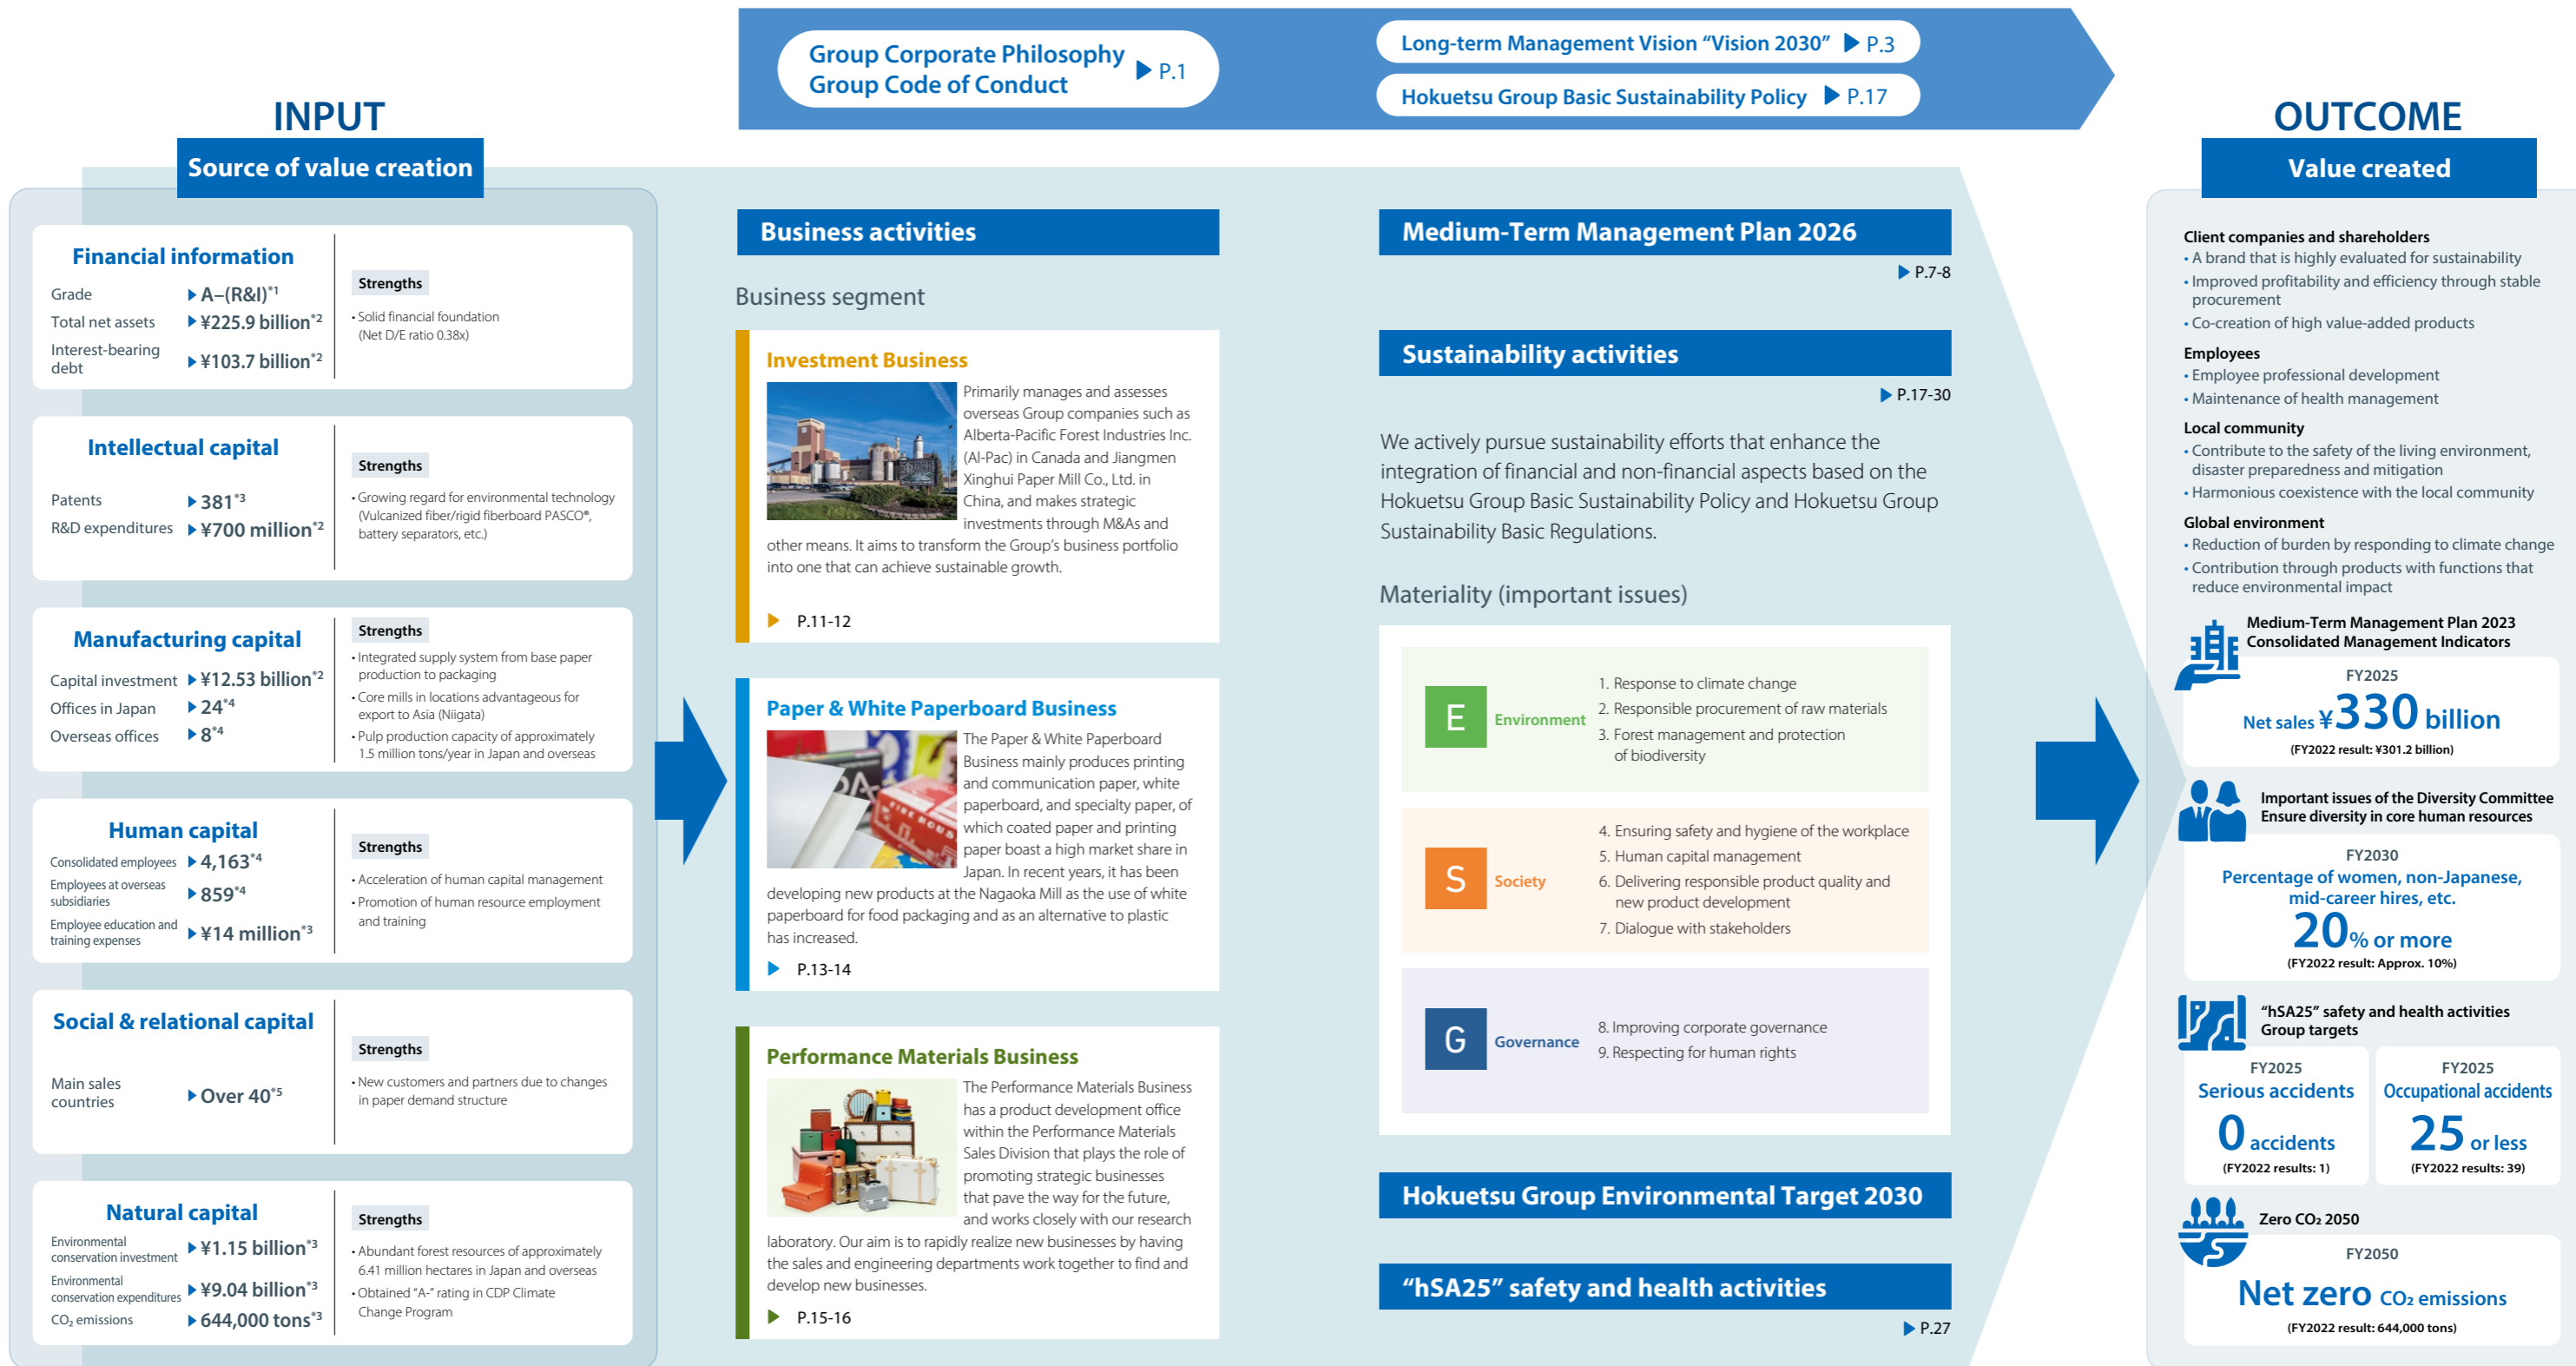 Group Corporate Philosophy
Group Code of Conduct
P.1
Long-term Management Vision “Vision 2030” P.3
Hokuetsu Group Basic Sustainability Policy P.17
INPUT
Source of value creation
Financial information
Grade A–(R&I)*1
Total net assets ¥225.9 billion*2
Interest-bearing
debt ¥103.7 billion*2
Strengths
• Solid financial foundation
(Net D/E ratio 0.38x)
Intellectual capital
Patents 381*3
R&D expenditures ¥700 million*2
Strengths
• Growing regard for environmental technology
(Vulcanized fiber/rigid fiberboard PASCO®,
battery separators, etc.)
Manufacturing capital
Capital investment ¥12.53 billion*2
Offices in Japan 24*4
Overseas offices 8*4
Strengths
• Integrated supply system from base paper
production to packaging
• Core mills in locations advantageous for
export to Asia (Niigata)
• Pulp production capacity of approximately
1.5 million tons/year in Japan and overseas
Human capital
Consolidated employees 4,163*4
Employees at overseas
subsidiaries 859*4
Employee education and
training expenses ¥14 million*3
Strengths
• Acceleration of human capital management
• Promotion of human resource employment
and training
Social & relational capital
Main sales
countries Over 40*5
Strengths
• New customers and partners due to changes
in paper demand structure
Natural capital
Environmental
conservation investment ¥1.15 billion*3
Environmental
conservation expenditures ¥9.04 billion*3
CO₂ emissions 644,000 tons*3
Strengths
• Abundant forest resources of approximately
6.41 million hectares in Japan and overseas
• Obtained “A-” rating in CDP Climate
Change Program
Business activities
Business segment
Investment Business
Primarily manages and assesses
overseas Group companies such as
Alberta-Pacific Forest Industries Inc.
(Al-Pac) in Canada and Jiangmen
Xinghui Paper Mill Co., Ltd. in
China, and makes strategic
investments through M&As and
other means. It aims to transform the Group’s business portfolio
into one that can achieve sustainable growth.
P.11-12
Paper & White Paperboard Business
The Paper & White Paperboard
Business mainly produces printing
and communication paper, white
paperboard, and specialty paper, of
which coated paper and printing
paper boast a high market share in
Japan. In recent years, it has been
developing new products at the Nagaoka Mill as the use of white
paperboard for food packaging and as an alternative to plastic
has increased.
P.13-14
Performance Materials Business
The Performance Materials Business
has a product development office
within the Performance Materials
Sales Division that plays the role of
promoting strategic businesses
that pave the way for the future,
and works closely with our research
laboratory. Our aim is to rapidly realize new businesses by having
the sales and engineering departments work together to find and
develop new businesses.
P.15-16
Medium-Term Management Plan 2026
P.7-8
Sustainability activities
P.17-30
We actively pursue sustainability efforts that enhance the
integration of financial and non-financial aspects based on the
Hokuetsu Group Basic Sustainability Policy and Hokuetsu Group
Sustainability Basic Regulations.
Materiality (important issues)
E Environment
1. Response to climate change
2. Responsible procurement of raw materials
3. Forest management and protection
of biodiversity
S Society
4. Ensuring safety and hygiene of the workplace
5. Human capital management
6. Delivering responsible product quality and
new product development
7. Dialogue with stakeholders
G Governance
8. Improving corporate governance
9. Respecting for human rights
Hokuetsu Group Environmental Target 2030
“hSA25” safety and health activities
P.27
OUTCOME
Value created
Client companies and shareholders
• A brand that is highly evaluated for sustainability
• Improved profitability and efficiency through stable
procurement
• Co-creation of high value-added products
Employees
• Employee professional development
• Maintenance of health management
Local community
• Contribute to the safety of the living environment,
disaster preparedness and mitigation
• Harmonious coexistence with the local community
Global environment
• Reduction of burden by responding to climate change
• Contribution through products with functions that
reduce environmental impact
Medium-Term Management Plan 2023
Consolidated Management Indicators
FY2025
Net sales ¥330 billion
(FY2022 result: ¥301.2 billion)
Important issues of the Diversity Committee
Ensure diversity in core human resources
FY2030
Percentage of women, non-Japanese,
mid-career hires, etc.
20% or more
(FY2022 result: Approx. 10%)
“hSA25” safety and health activities
Group targets
FY2025
Serious accidents
0 accidents
(FY2022 results: 1)
FY2025
Occupational accidents
25 or less
(FY2022 results: 39)
Zero CO₂ 2050
FY2050
Net zero CO₂ emissions
(FY2022 result: 644,000 tons)